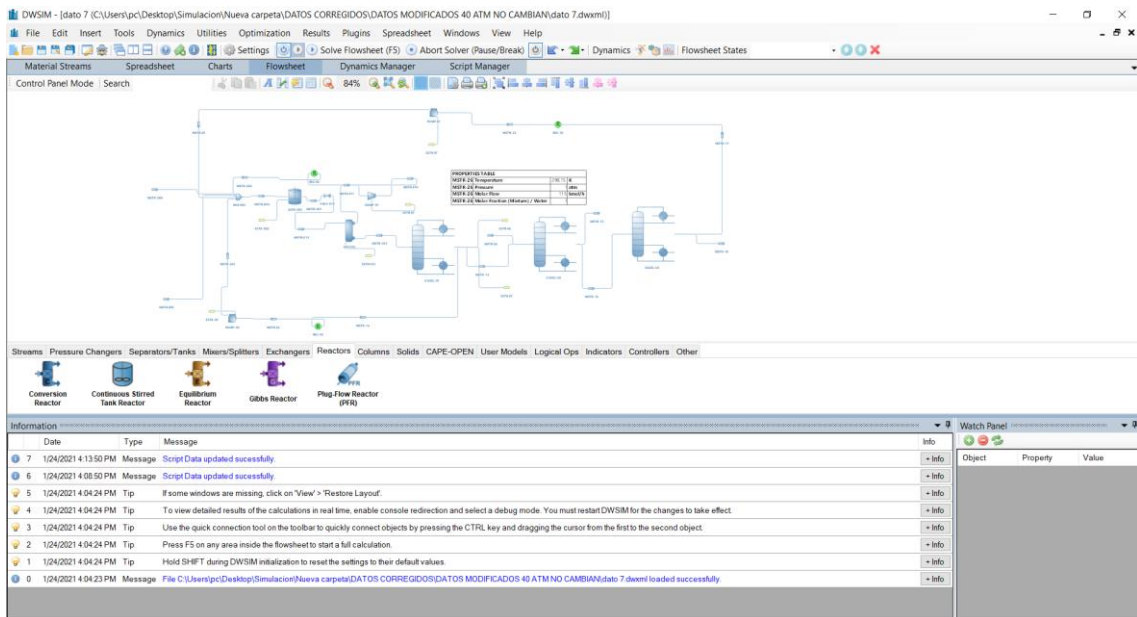 DWSIM - [dato 7 (C:\Users\pc\Desktop\Simulacion\Nueva carpeta\DATOS CORREGIDOS\DATOS MODIFICADOS 40 ATM NO CAMBIAN\dato 7.dwxml)]
File Edit Insert Tools Dynamics Utilities Optimization Results Plugins Spreadsheet Windows View Help
Settings Solve Flowsheet (F5) Abort Solver (Pause/Break) Dynamics Flowsheet States
Material Streams Spreadsheet Charts Flowsheet Dynamics Manager Script Manager
Control Panel Mode Search 84%
PROPERTIES TABLE
MSTR-28 Temperature 298.15 K
MSTR-28 Pressure 1 atm
MSTR-28 Molar Flow kmol/h
MSTR-28 Molar Fraction (Mixture) / Water 1
Streams Pressure Changers Separators/Tanks Mixers/Splitters Exchangers Reactors Columns Solids CAPE-OPEN User Models Logical Ops Indicators Controllers Other
PFR
Conversion Reactor
Continuous Stirred Tank Reactor
Equilibrium Reactor
Gibbs Reactor
Plug-Flow Reactor (PFR)
Information
Watch Panel
Date Type Message Info
Object Property Value
7 1/24/2021 4:13:50 PM Message Script Data updated sucessfully. + Info
6 1/24/2021 4:08:50 PM Message Script Data updated sucessfully. + Info
5 1/24/2021 4:04:24 PM Tip If some windows are missing, click on 'View' > 'Restore Layout'. + Info
4 1/24/2021 4:04:24 PM Tip To view detailed results of the calculations in real time, enable console redirection and select a debug mode. You must restart DWSIM for the changes to take effect. + Info
3 1/24/2021 4:04:24 PM Tip Use the quick connection tool on the toolbar to quickly connect objects by pressing the CTRL key and dragging the cursor from the first to the second object. + Info
2 1/24/2021 4:04:24 PM Tip Press F5 on any area inside the flowsheet to start a full calculation. + Info
1 1/24/2021 4:04:24 PM Tip Hold SHIFT during DWSIM initialization to reset the settings to their default values. + Info
0 1/24/2021 4:04:23 PM Message File C:\Users\pc\Desktop\Simulacion\Nueva carpeta\DATOS CORREGIDOS\DATOS MODIFICADOS 40 ATM NO CAMBIAN\dato 7.dwxml loaded successfully. + Info